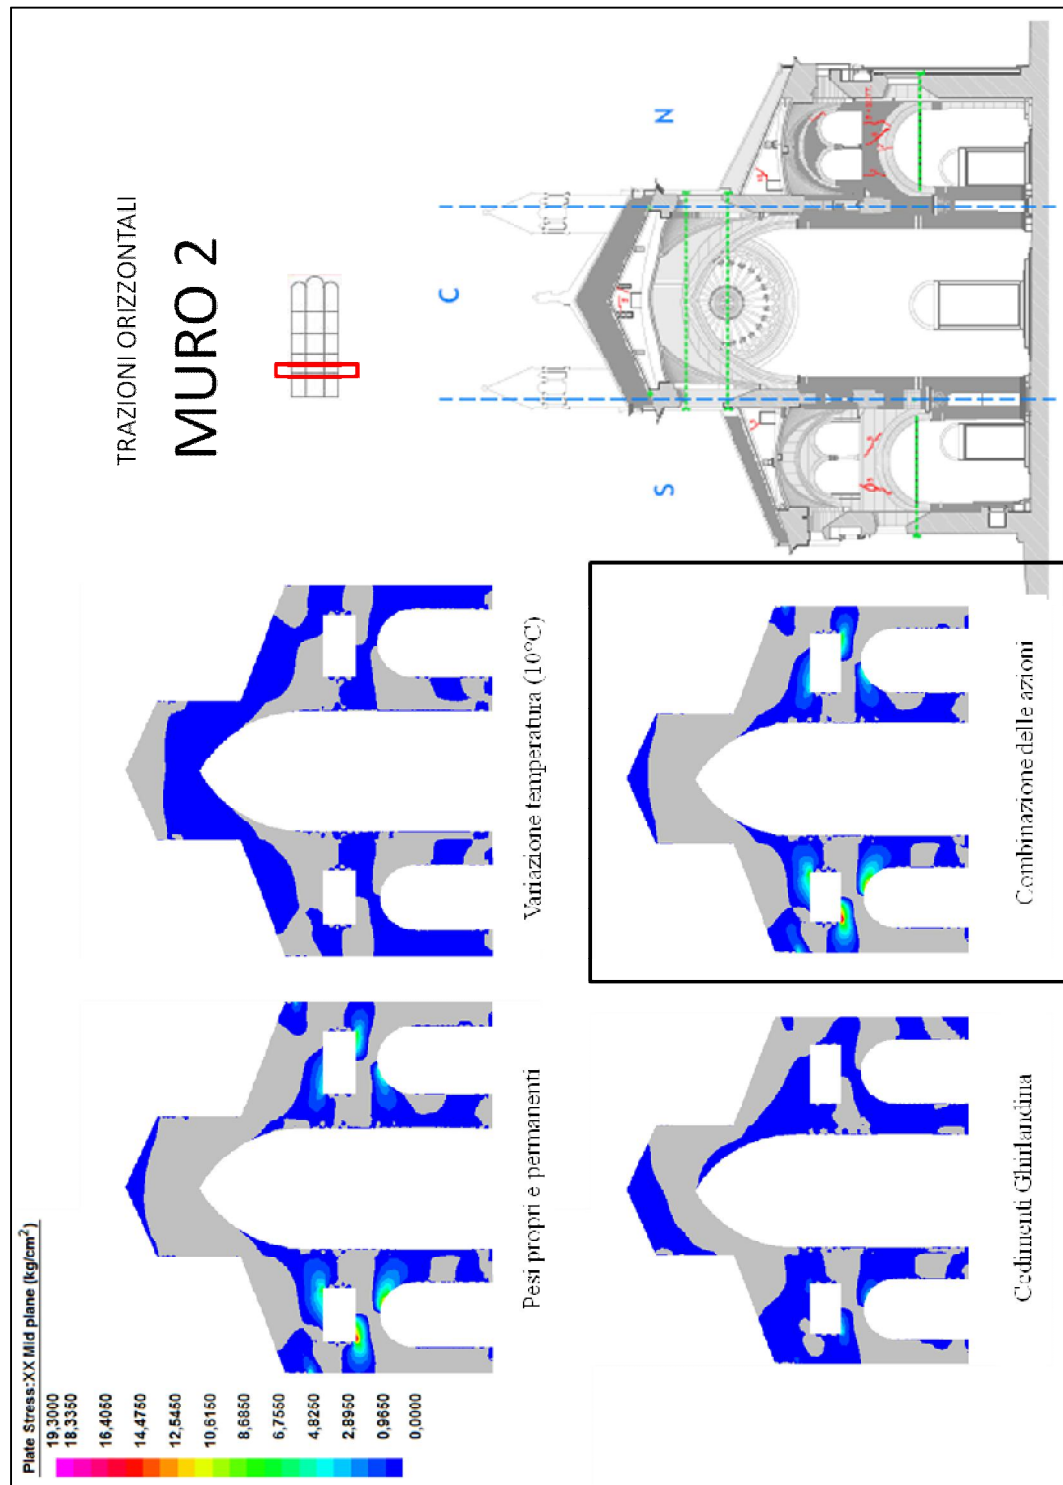 TRAZIONI ORIZZONTALI
MURO 2
Plate Stress:XX Mid plane (kg/cm²)
19,3000
18,3350
16,4050
14,4750
12,5450
10,6150
8,6850
6,7550
4,8250
2,8950
0,9650
0,0000
Pesi propri e permanenti
Variazione temperatura (10°C)
Cedimenti Ghirlandina
Combinazione delle azioni
S
C
N